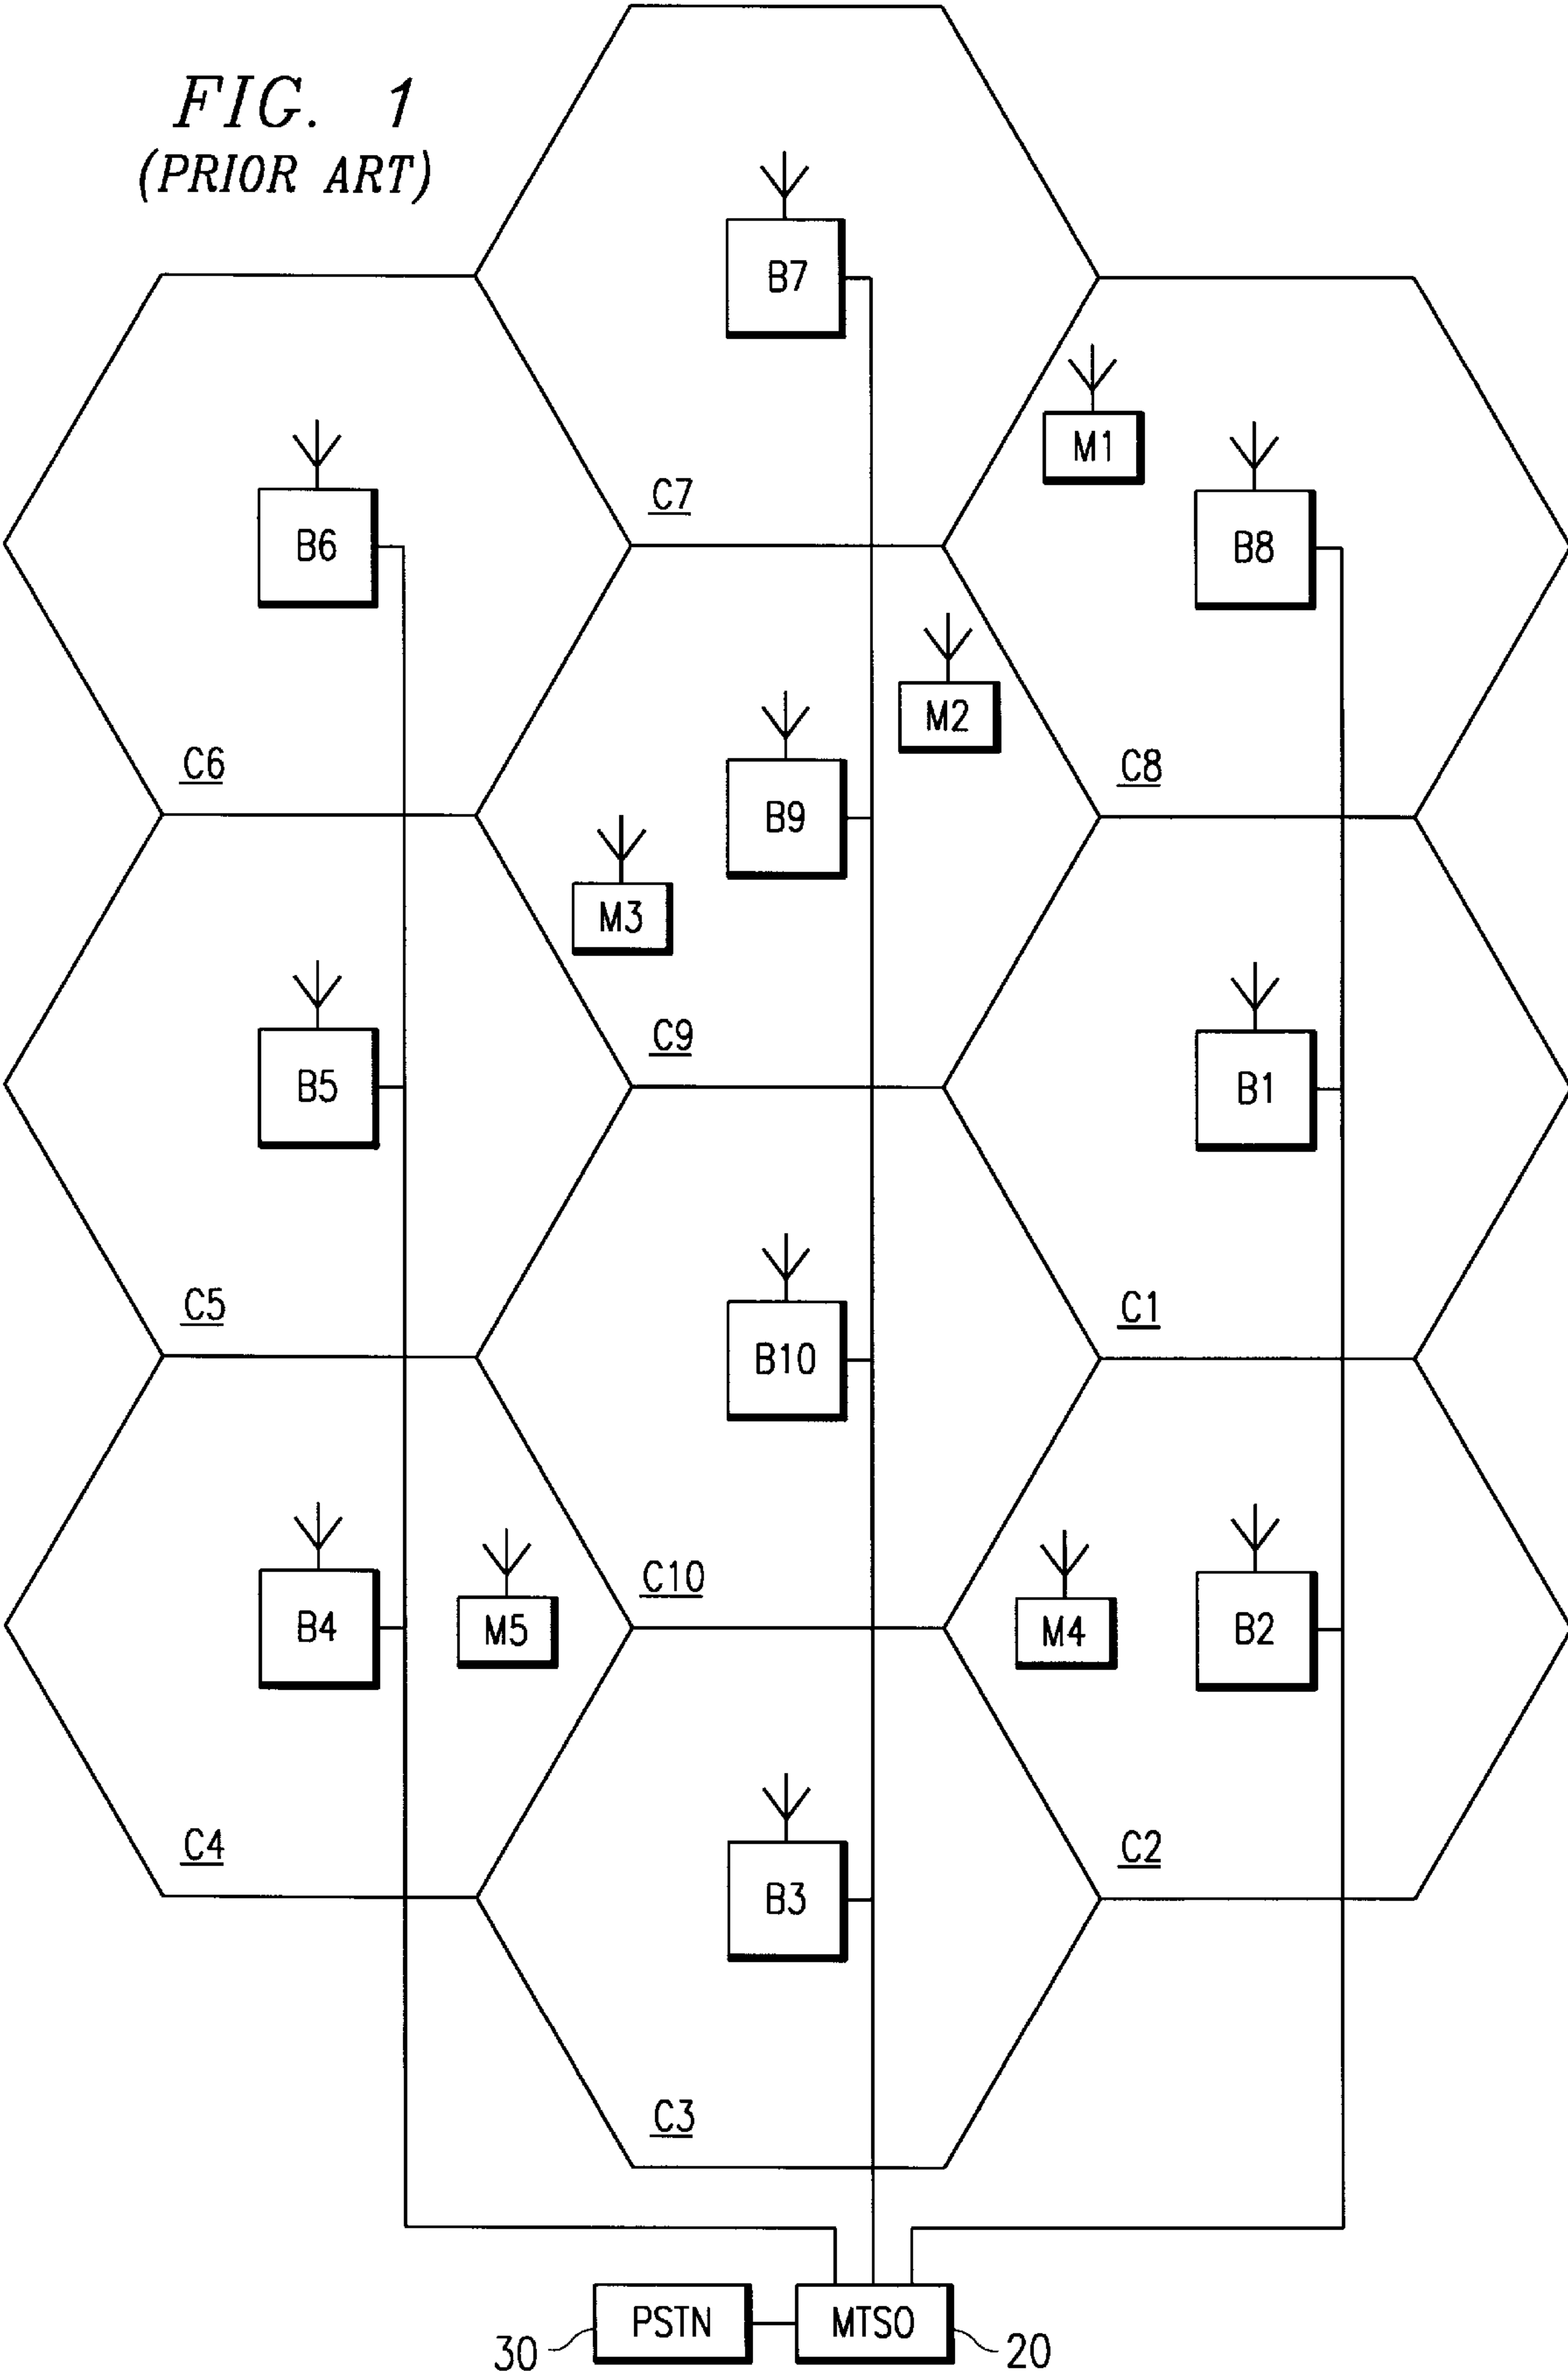 FIG. 1
(PRIOR ART)
B7
M1
C7
B6
B8
M2
C6
C8
B9
M3
C9
B5
B1
C5
C1
B10
C10
B4
M5
M4
B2
C4
C2
B3
C3
PSTN
MTSO
30
20